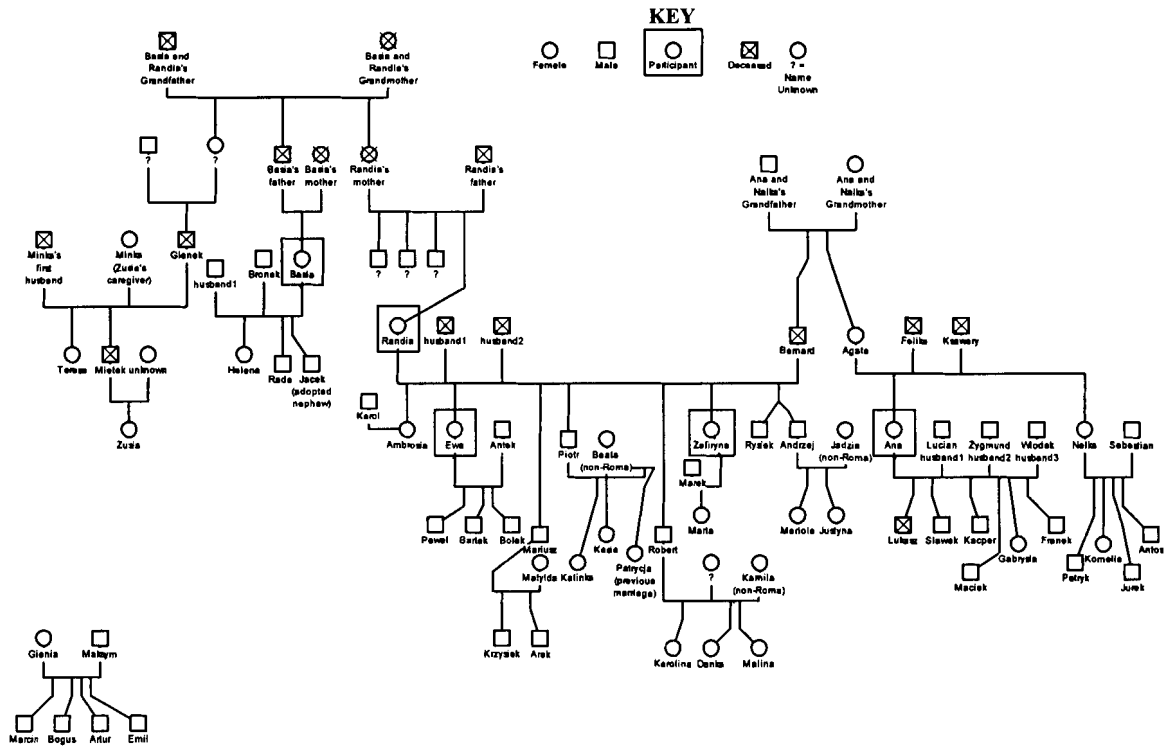 KEY
Female
Male
Participant
Deceased
? =
Name
Unknown
Basia and
Randia's
Grandfather
Basia and
Randia's
Grandmother
?
?
Basia's
father
Basia's
mother
Randia's
mother
Randia's
father
Ana and
Nalka's
Grandfather
Ana and
Nalka's
Grandmother
Minka's
first
husband
Minka
(Zusia's
caregiver)
Gienek
husband1
Bronek
Basia
?
?
?
Randia
husband1
husband2
Bernard
Agata
Feliks
Ksawery
Teresa
Mietek
unknown
Helena
Rada
Jacek
(adopted
nephew)
Zusia
Karol
Ambrosia
Ewa
Antek
Piotr
Beata
(non-Roma)
Zefiryna
Marek
Rysiek
Andrzej
Jadzia
(non-Roma)
Ana
Lucian
husband1
Zygmund
husband2
Wlodek
husband3
Nalka
Sebastian
Pawel
Bartek
Bolek
Mariusz
Matylda
Kalinka
Kasia
Patrycja
(previous
marriage)
Robert
Marta
Mariola
Justyna
Lukasz
Slawek
Kacper
Maciek
Gabrysia
Franek
Patryk
Kornelia
Jurek
Antos
?
Kamila
(non-Roma)
Krzysiek
Arek
Karolina
Danka
Malina
Gienia
Maksym
Marcin
Bogus
Artur
Emil